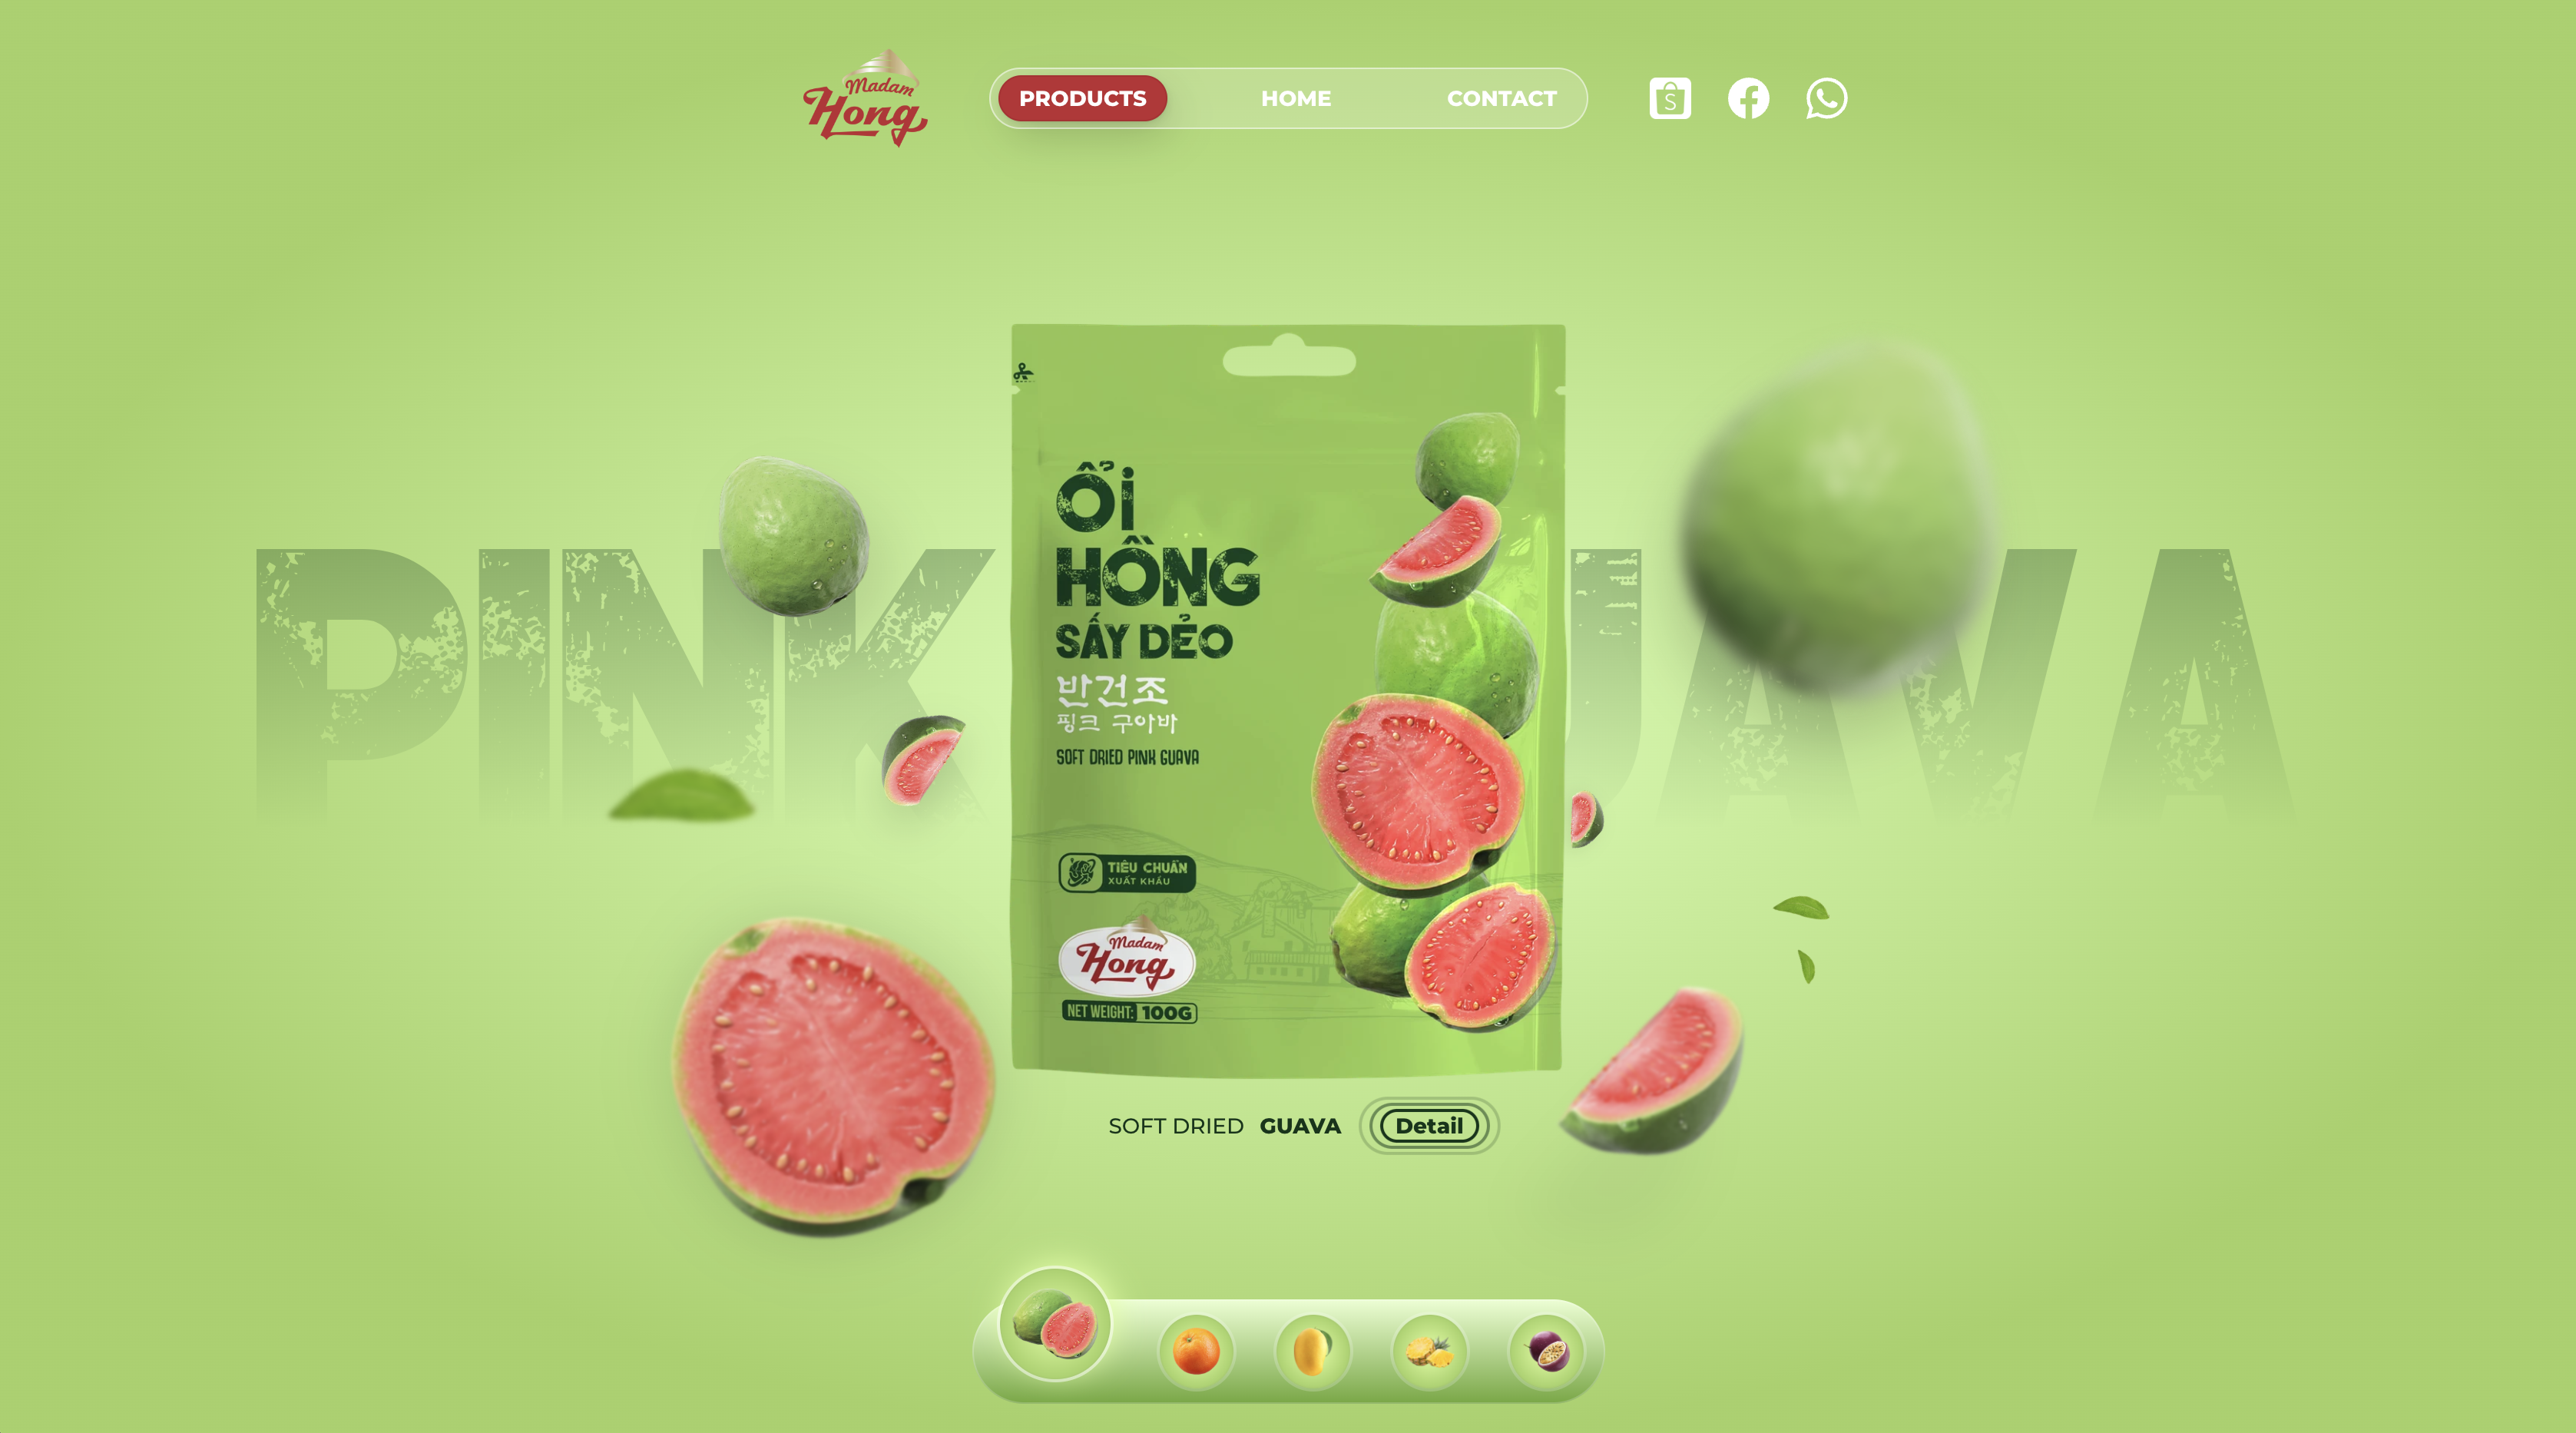 Madam
Hong
PRODUCTS
HOME
CONTACT
S
PINK GUAVA
ỔI
HỒNG
SẤY DẺO
반건조
핑크 구아바
SOFT DRIED PINK GUAVA
TIÊU CHUẨN
XUẤT KHẨU
Madam
Hong
NET WEIGHT: 100G
SOFT DRIED GUAVA Detail